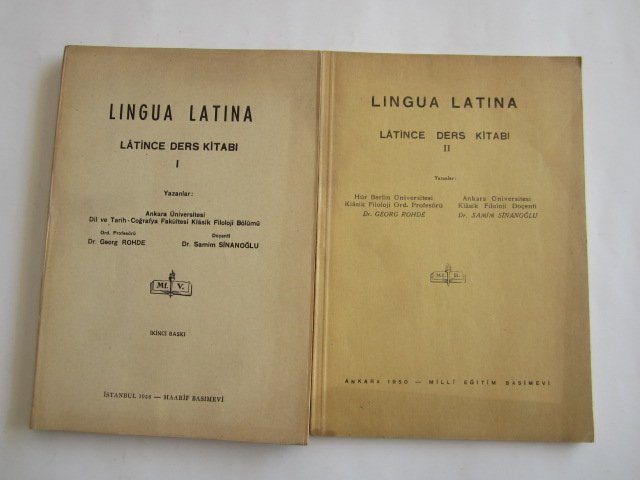 LINGUA LATINA
LÂTİNCE DERS KİTABI
I
Yazanlar:
Ankara Üniversitesi
Dil ve Tarih-Coğrafya Fakültesi Klâsik Filoloji Bölümü
Ord. Profesörü
Dr. Georg ROHDE
Doçenti
Dr. Samim SİNANOĞLU
Mf. V.
İKİNCİ BASKI
İSTANBUL — MAARİF BASIMEVİ
LINGUA LATINA
LÂTİNCE DERS KİTABI
II
Yazanlar:
Hür Berlin Üniversitesi
Klâsik Filoloji Ord. Profesörü
Dr. GEORG ROHDE
Ankara Üniversitesi
Klâsik Filoloji Doçenti
Dr. SAMİM SİNANOĞLU
ANKARA 1950 — MİLLÎ EĞİTİM BASIMEVİ